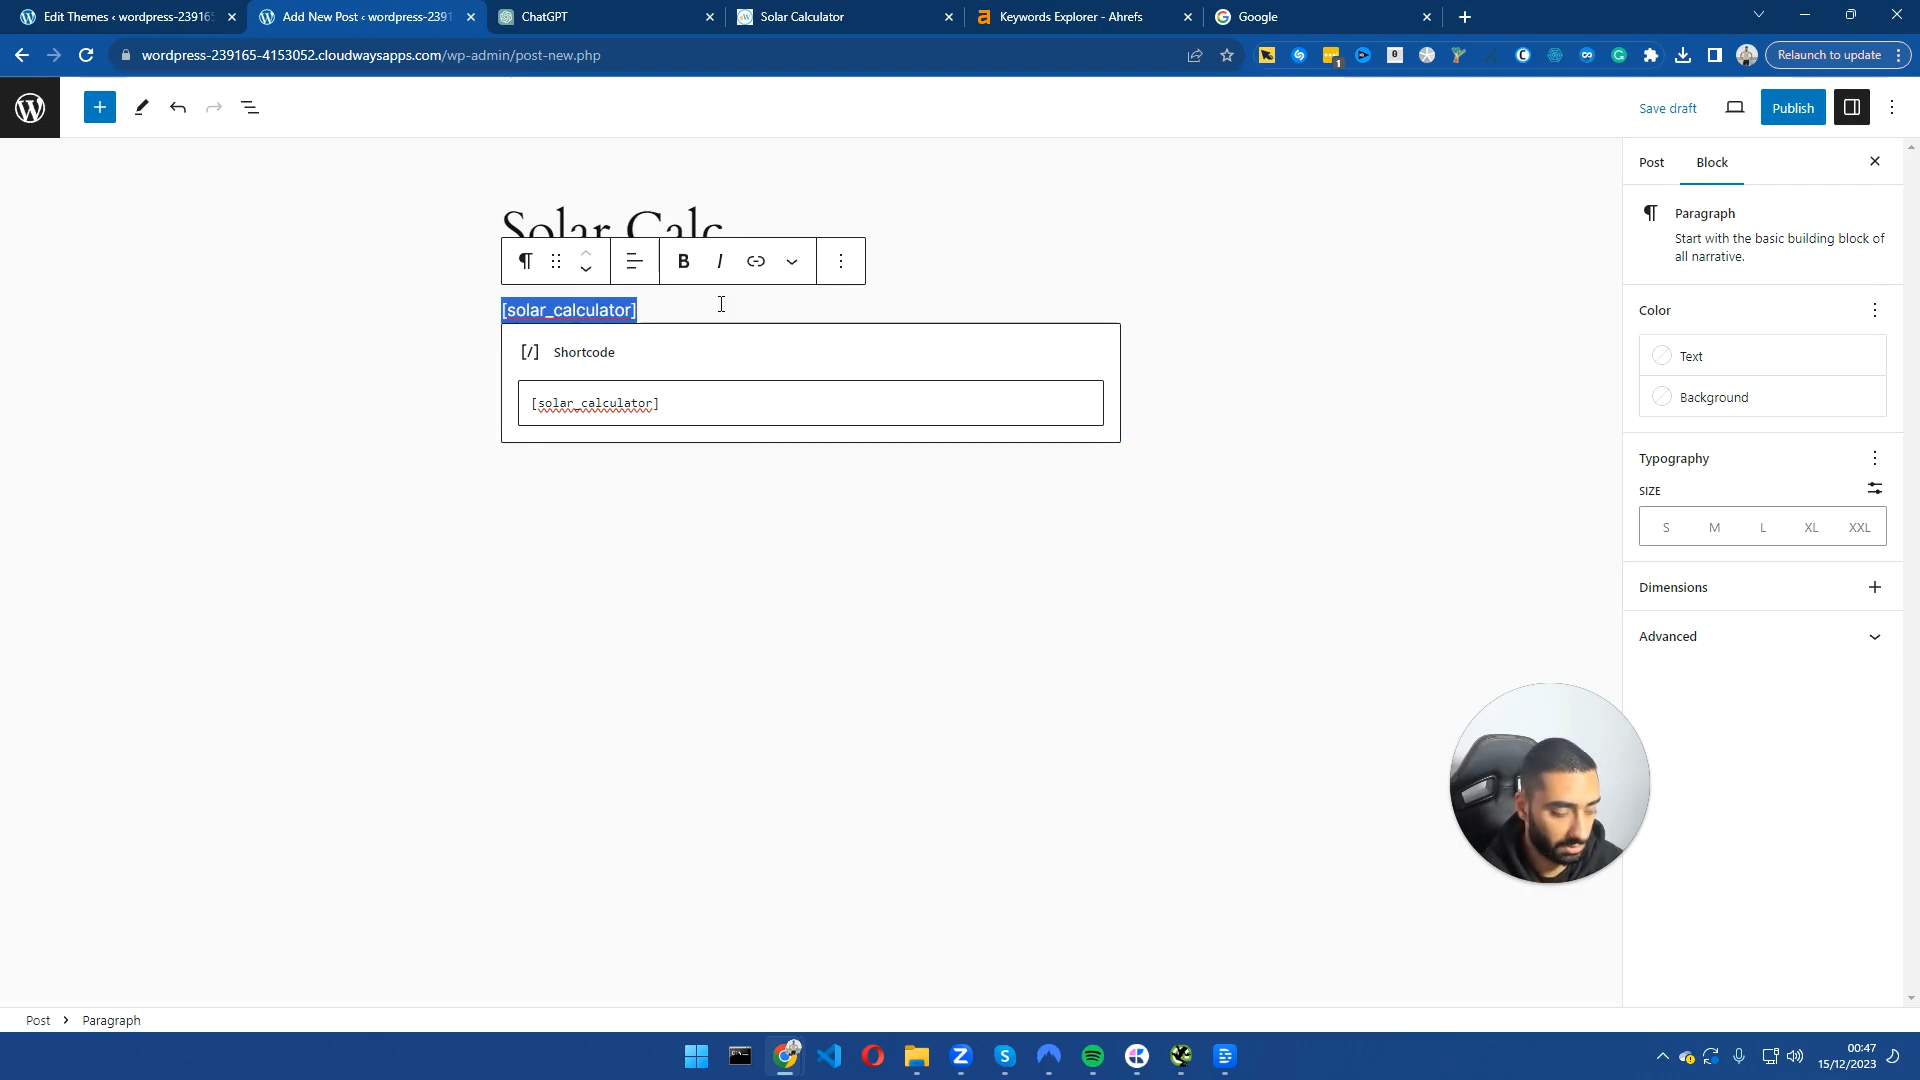 Edit Themes ‹ wordpress-23916
Add New Post ‹ wordpress-2391
ChatGPT
Solar Calculator
Keywords Explorer - Ahrefs
Google
wordpress-239165-4153052.cloudwaysapps.com/wp-admin/post-new.php
1
Relaunch to update
Save draft
Publish
Post
Block
Solar Calc
B I
[solar_calculator]
[/] Shortcode
[solar_calculator]
Paragraph
Start with the basic building block of
all narrative.
Color
Text
Background
Typography
SIZE
S M L XL XXL
Dimensions
Advanced
Post > Paragraph
00:47
15/12/2023